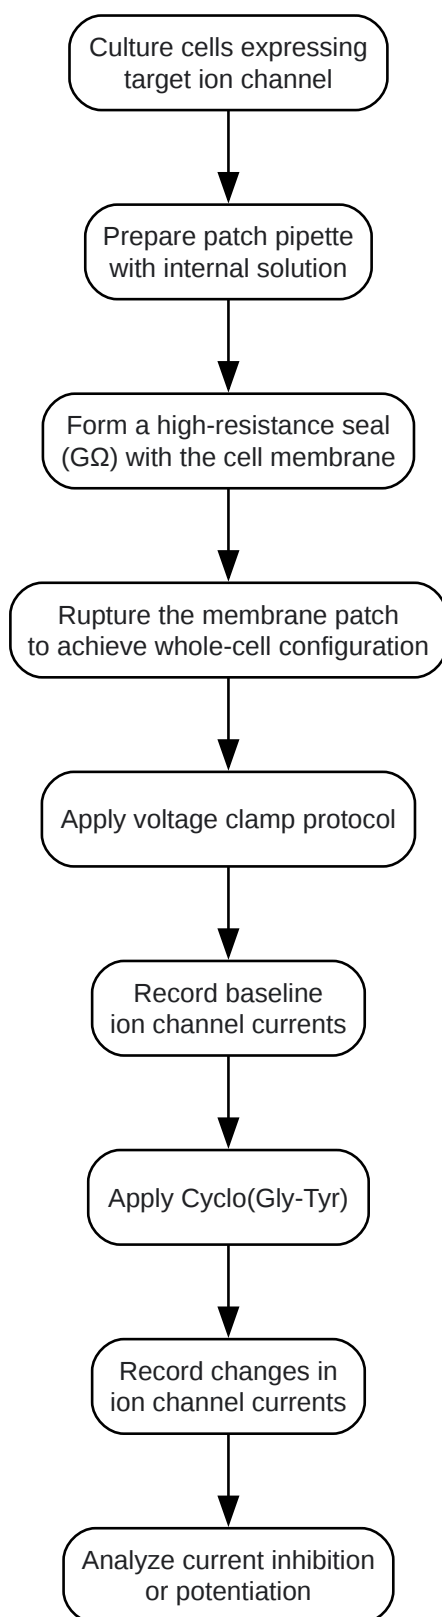 Culture cells expressing
target ion channel
Prepare patch pipette
with internal solution
Form a high-resistance seal
(GΩ) with the cell membrane
Rupture the membrane patch
to achieve whole-cell configuration
Apply voltage clamp protocol
Record baseline
ion channel currents
Apply Cyclo(Gly-Tyr)
Record changes in
ion channel currents
Analyze current inhibition
or potentiation